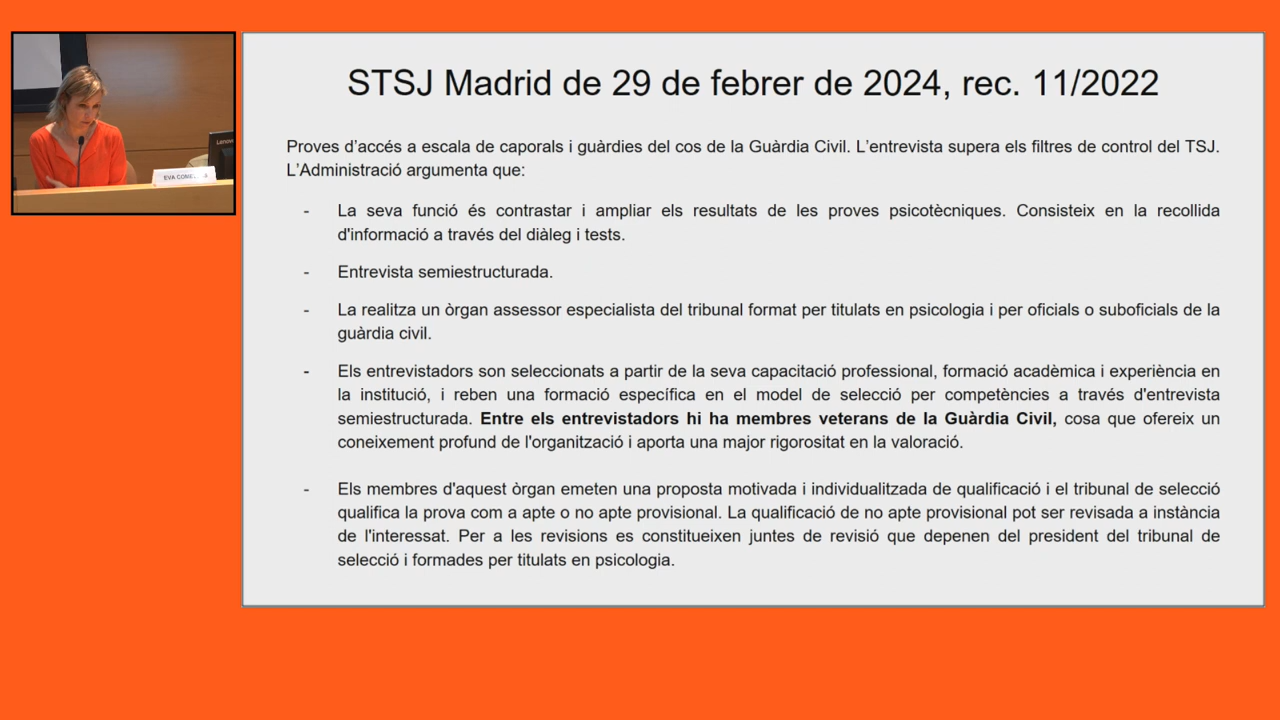 STSJ Madrid de 29 de febrer de 2024, rec. 11/2022
Proves d'accés a escala de caporals i guàrdies del cos de la Guàrdia Civil. L'entrevista supera els filtres de control del TSJ.
L'Administració argumenta que:
- La seva funció és contrastar i ampliar els resultats de les proves psicotècniques. Consisteix en la recollida
d'informació a través del diàleg i tests.
- Entrevista semiestructurada.
- La realitza un òrgan assessor especialista del tribunal format per titulats en psicologia i per oficials o suboficials de la
guàrdia civil.
- Els entrevistadors son seleccionats a partir de la seva capacitació professional, formació acadèmica i experiència en
la institució, i reben una formació específica en el model de selecció per competències a través d'entrevista
semiestructurada. Entre els entrevistadors hi ha membres veterans de la Guàrdia Civil, cosa que ofereix un
coneixement profund de l'organització i aporta una major rigorositat en la valoració.
- Els membres d'aquest òrgan emeten una proposta motivada i individualitzada de qualificació i el tribunal de selecció
qualifica la prova com a apte o no apte provisional. La qualificació de no apte provisional pot ser revisada a instància
de l'interessat. Per a les revisions es constitueixen juntes de revisió que depenen del president del tribunal de
selecció i formades per titulats en psicologia.
Lenovo
EVA